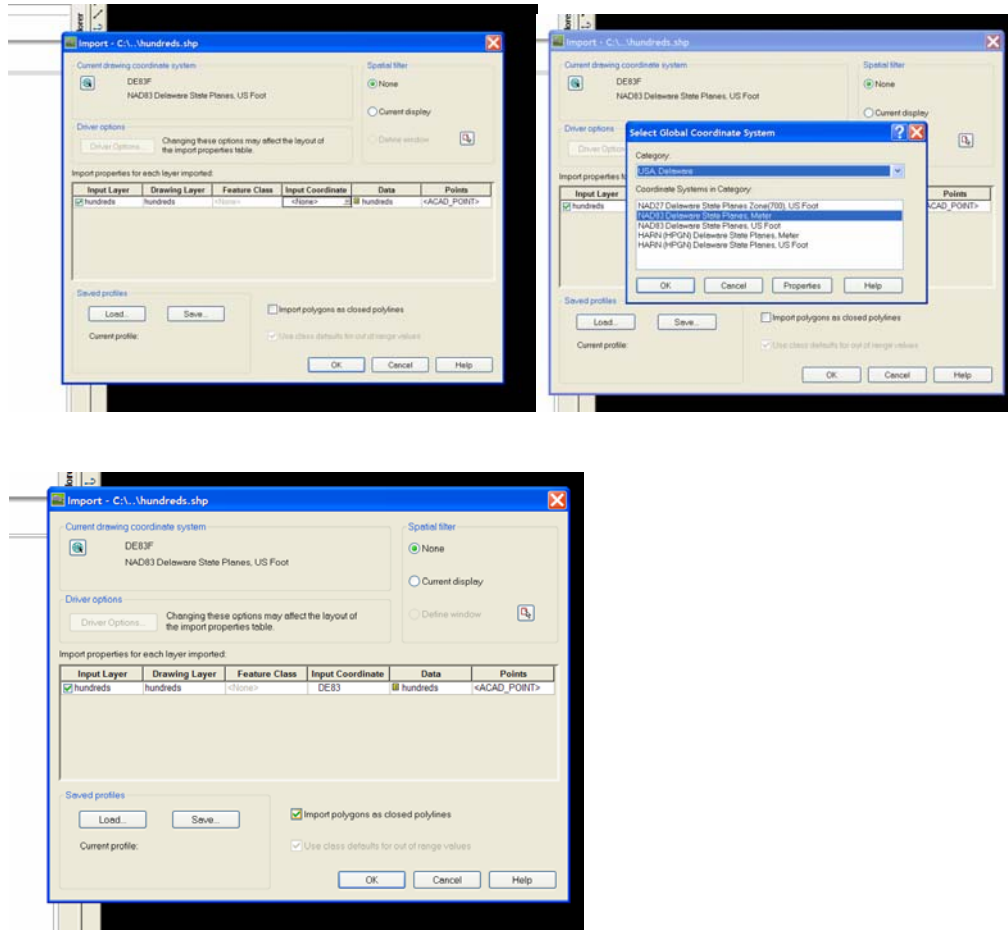 Import - C:\..\hundreds.shp
Current drawing coordinate system
DE83F
NAD83 Delaware State Planes, US Foot
Spatial filter
None
Current display
Define window
Driver options
Driver Options...
Changing these options may affect the layout of
the import properties table.
Import properties for each layer imported:
Input Layer Drawing Layer Feature Class Input Coordinate Data Points
hundreds hundreds <None> <None> hundreds <ACAD_POINT>
Saved profiles
Load... Save...
Current profile:
Import polygons as closed polylines
Use class defaults for out of range values
OK Cancel Help
Import - C:\..\hundreds.shp
Current drawing coordinate system
DE83F
NAD83 Delaware State Planes, US Foot
Spatial filter
None
Current display
Driver options
Driver Option
Select Global Coordinate System
Category:
USA, Delaware
Coordinate Systems in Category:
NAD27 Delaware State Planes Zone(700), US Foot
NAD83 Delaware State Planes, Meter
NAD83 Delaware State Planes, US Foot
HARN (HPGN) Delaware State Planes, Meter
HARN (HPGN) Delaware State Planes, US Foot
OK Cancel Properties Help
Import properties fo
Input Layer Points
hundreds ACAD_POINT>
Saved profiles
Load... Save...
Current profile:
Import polygons as closed polylines
Use class defaults for out of range values
OK Cancel Help
Import - C:\..\hundreds.shp
Current drawing coordinate system
DE83F
NAD83 Delaware State Planes, US Foot
Spatial filter
None
Current display
Define window
Driver options
Driver Options...
Changing these options may affect the layout of
the import properties table.
Import properties for each layer imported:
Input Layer Drawing Layer Feature Class Input Coordinate Data Points
hundreds hundreds <None> DE83 hundreds <ACAD_POINT>
Saved profiles
Load... Save...
Current profile:
Import polygons as closed polylines
Use class defaults for out of range values
OK Cancel Help